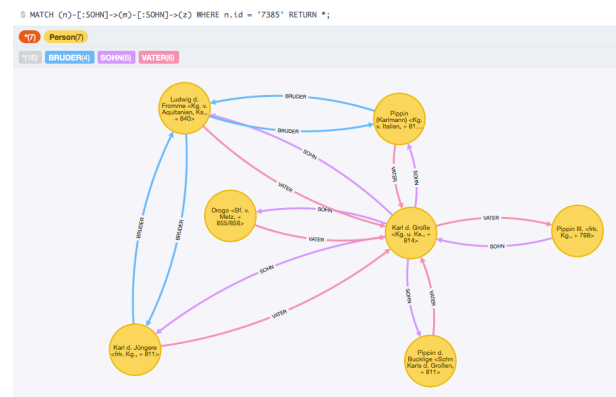 $ MATCH (n)-[:SOHN]->(m)-[:SOHN]->(z) WHERE n.id = '7385' RETURN *;
*(7) Person(7)
*(16) BRUDER(4) SOHN(6) VATER(6)
Ludwig d.
Fromme <Kg. v.
Aquitanien, Ks.,
÷ 840>
BRUDER
BRUDER
Pippin
(Karlmann) <Kg.
v. Italien, ÷ 81...
SOHN
VATER
VATER
SOHN
Drogo <Bf. v.
Metz, ÷
855/856>
SOHN
VATER
Karl d. Große
<Kg. u. Ks., ÷
814>
VATER
SOHN
Pippin III. <frk.
Kg., ÷ 768>
BRUDER
BRUDER
SOHN
VATER
SOHN
VATER
Karl d. Jüngere
<frk. Kg., ÷ 811>
Pippin d.
Bucklige <Sohn
Karls d. Großen,
÷ 811>